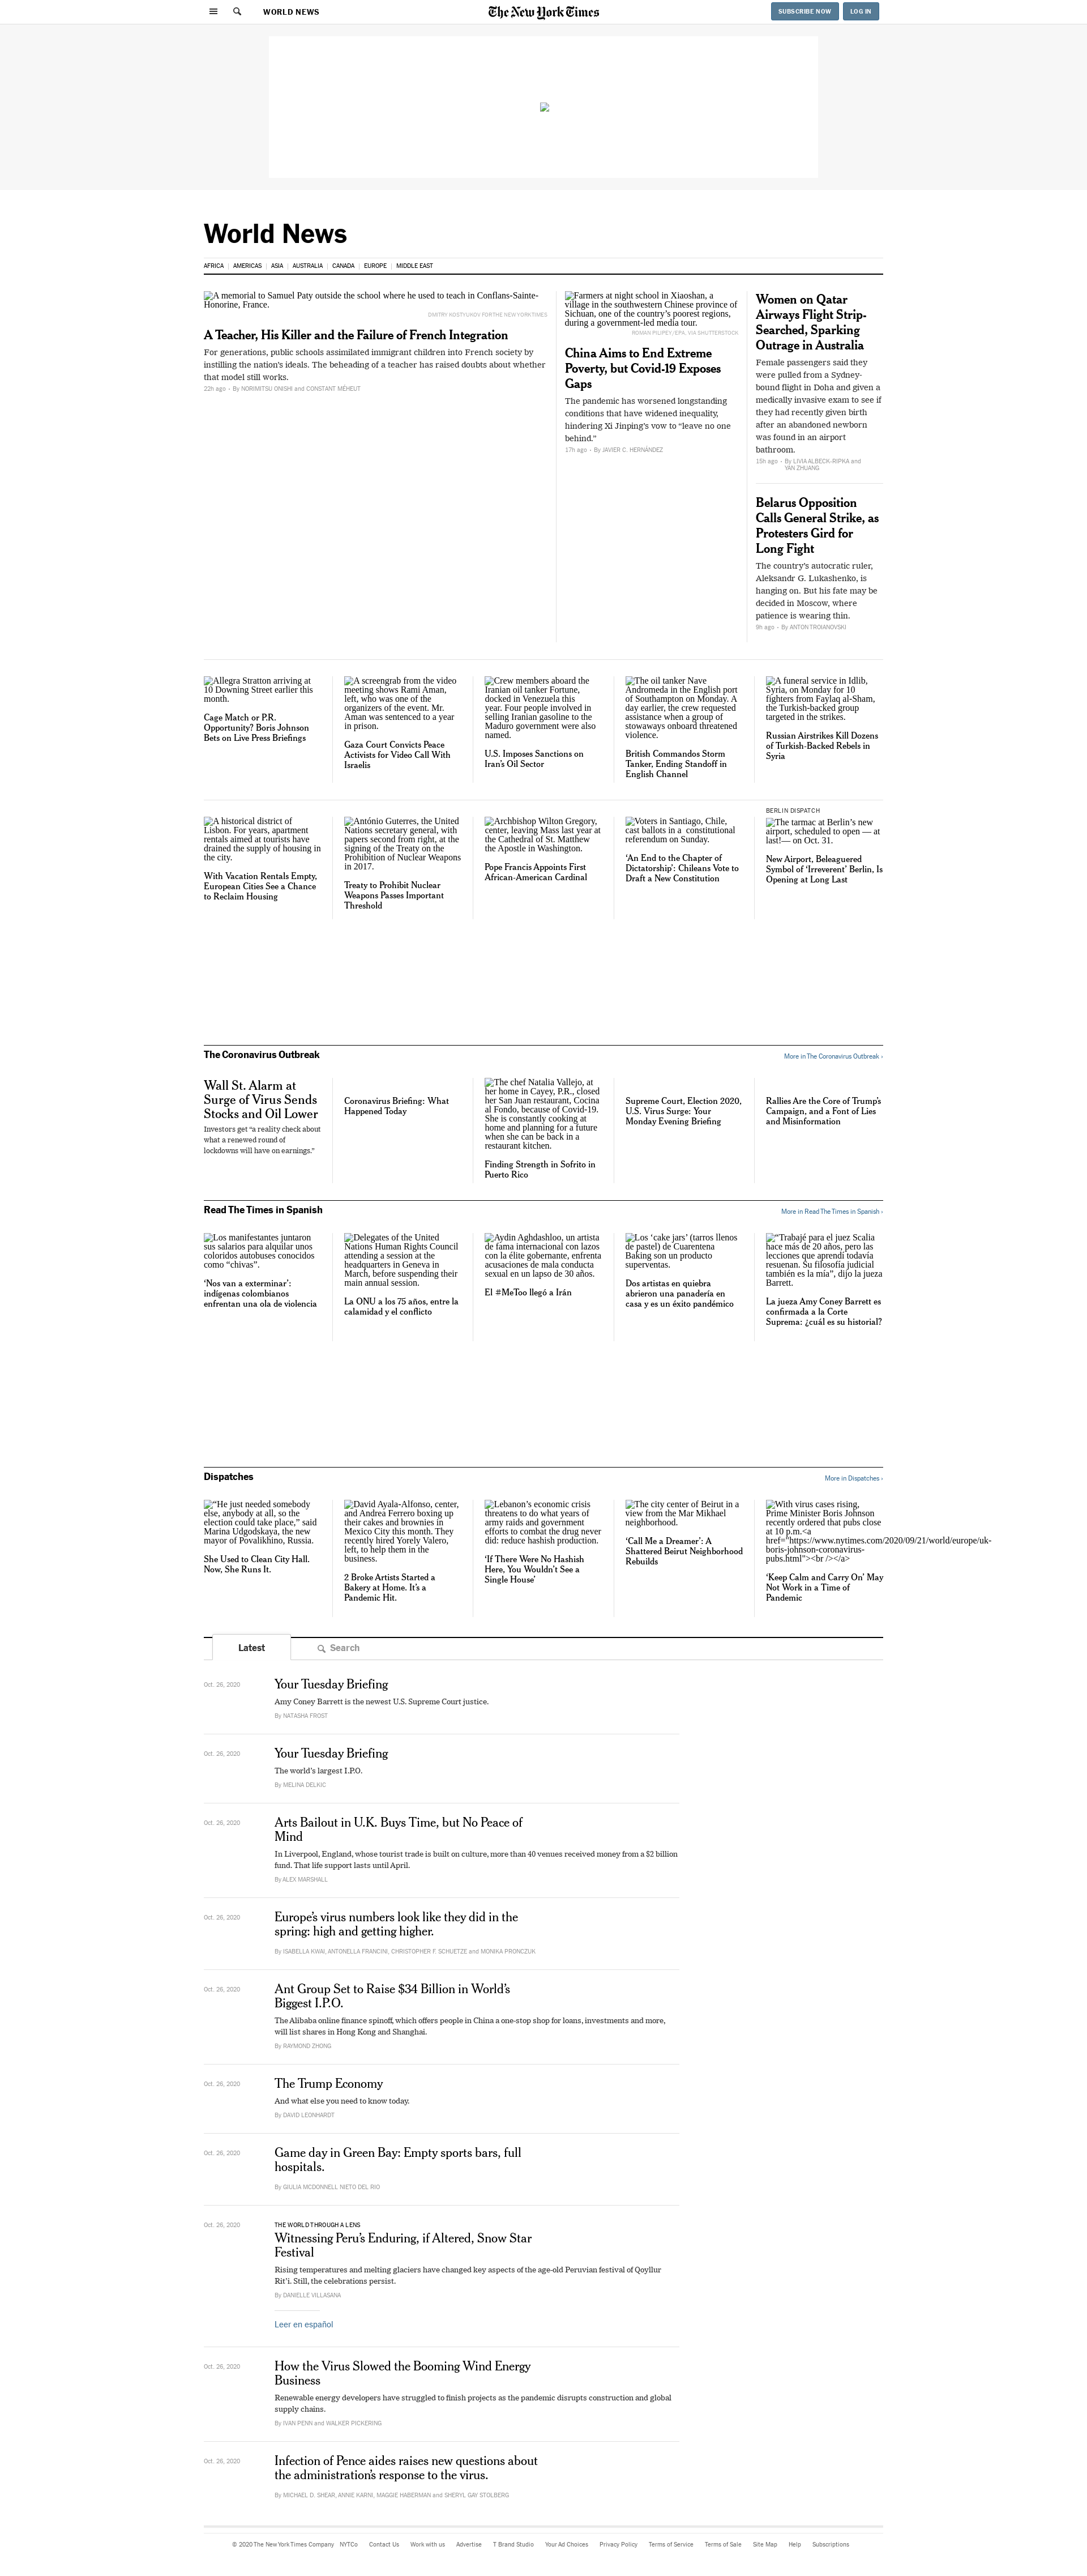 WORLD NEWS
The New York Times
SUBSCRIBE NOW
LOG IN
World News
AFRICA
AMERICAS
ASIA
AUSTRALIA
CANADA
EUROPE
MIDDLE EAST
A memorial to Samuel Paty outside the school where he used to teach in Conflans-Sainte-
Honorine, France.
DMITRY KOSTYUKOV FOR THE NEW YORK TIMES
A Teacher, His Killer and the Failure of French Integration
For generations, public schools assimilated immigrant children into French society by
instilling the nation’s ideals. The beheading of a teacher has raised doubts about whether
that model still works.
22h ago - By NORIMITSU ONISHI and CONSTANT MÉHEUT
Farmers at night school in Xiaoshan, a
village in the southwestern Chinese province of
Sichuan, one of the country’s poorest regions,
during a government-led media tour.
ROMAN PILIPEY/EPA, VIA SHUTTERSTOCK
China Aims to End Extreme
Poverty, but Covid-19 Exposes
Gaps
The pandemic has worsened longstanding
conditions that have widened inequality,
hindering Xi Jinping’s vow to “leave no one
behind.”
17h ago - By JAVIER C. HERNÁNDEZ
Women on Qatar
Airways Flight Strip-
Searched, Sparking
Outrage in Australia
Female passengers said they
were pulled from a Sydney-
bound flight in Doha and given a
medically invasive exam to see if
they had recently given birth
after an abandoned newborn
was found in an airport
bathroom.
15h ago - By LIVIA ALBECK-RIPKA and
YAN ZHUANG
Belarus Opposition
Calls General Strike, as
Protesters Gird for
Long Fight
The country’s autocratic ruler,
Aleksandr G. Lukashenko, is
hanging on. But his fate may be
decided in Moscow, where
patience is wearing thin.
9h ago - By ANTON TROIANOVSKI
Allegra Stratton arriving at
10 Downing Street earlier this
month.
Cage Match or P.R.
Opportunity? Boris Johnson
Bets on Live Press Briefings
A screengrab from the video
meeting shows Rami Aman,
left, who was one of the
organizers of the event. Mr.
Aman was sentenced to a year
in prison.
Gaza Court Convicts Peace
Activists for Video Call With
Israelis
Crew members aboard the
Iranian oil tanker Fortune,
docked in Venezuela this
year. Four people involved in
selling Iranian gasoline to the
Maduro government were also
named.
U.S. Imposes Sanctions on
Iran’s Oil Sector
The oil tanker Nave
Andromeda in the English port
of Southampton on Monday. A
day earlier, the crew requested
assistance when a group of
stowaways onboard threatened
violence.
British Commandos Storm
Tanker, Ending Standoff in
English Channel
A funeral service in Idlib,
Syria, on Monday for 10
fighters from Faylaq al-Sham,
the Turkish-backed group
targeted in the strikes.
Russian Airstrikes Kill Dozens
of Turkish-Backed Rebels in
Syria
A historical district of
Lisbon. For years, apartment
rentals aimed at tourists have
drained the supply of housing in
the city.
With Vacation Rentals Empty,
European Cities See a Chance
to Reclaim Housing
António Guterres, the United
Nations secretary general, with
papers second from right, at the
signing of the Treaty on the
Prohibition of Nuclear Weapons
in 2017.
Treaty to Prohibit Nuclear
Weapons Passes Important
Threshold
Archbishop Wilton Gregory,
center, leaving Mass last year at
the Cathedral of St. Matthew
the Apostle in Washington.
Pope Francis Appoints First
African-American Cardinal
Voters in Santiago, Chile,
cast ballots in a constitutional
referendum on Sunday.
‘An End to the Chapter of
Dictatorship’: Chileans Vote to
Draft a New Constitution
BERLIN DISPATCH
The tarmac at Berlin’s new
airport, scheduled to open — at
last!— on Oct. 31.
New Airport, Beleaguered
Symbol of ‘Irreverent’ Berlin, Is
Opening at Long Last
The Coronavirus Outbreak
More in The Coronavirus Outbreak ›
Wall St. Alarm at
Surge of Virus Sends
Stocks and Oil Lower
Investors get “a reality check about
what a renewed round of
lockdowns will have on earnings.”
Coronavirus Briefing: What
Happened Today
The chef Natalia Vallejo, at
her home in Cayey, P.R., closed
her San Juan restaurant, Cocina
al Fondo, because of Covid-19.
She is constantly cooking at
home and planning for a future
when she can be back in a
restaurant kitchen.
Finding Strength in Sofrito in
Puerto Rico
Supreme Court, Election 2020,
U.S. Virus Surge: Your
Monday Evening Briefing
Rallies Are the Core of Trump’s
Campaign, and a Font of Lies
and Misinformation
Read The Times in Spanish
More in Read The Times in Spanish ›
Los manifestantes juntaron
sus salarios para alquilar unos
coloridos autobuses conocidos
como “chivas”.
‘Nos van a exterminar’:
indígenas colombianos
enfrentan una ola de violencia
Delegates of the United
Nations Human Rights Council
attending a session at the
headquarters in Geneva in
March, before suspending their
main annual session.
La ONU a los 75 años, entre la
calamidad y el conflicto
Aydin Aghdashloo, un artista
de fama internacional con lazos
con la élite gobernante, enfrenta
acusaciones de mala conducta
sexual en un lapso de 30 años.
El #MeToo llegó a Irán
Los ‘cake jars’ (tarros llenos
de pastel) de Cuarentena
Baking son un producto
superventas.
Dos artistas en quiebra
abrieron una panadería en
casa y es un éxito pandémico
“Trabajé para el juez Scalia
hace más de 20 años, pero las
lecciones que aprendí todavía
resuenan. Su filosofía judicial
también es la mía”, dijo la jueza
Barrett.
La jueza Amy Coney Barrett es
confirmada a la Corte
Suprema: ¿cuál es su historial?
Dispatches
More in Dispatches ›
“He just needed somebody
else, anybody at all, so the
election could take place,” said
Marina Udgodskaya, the new
mayor of Povalikhino, Russia.
She Used to Clean City Hall.
Now, She Runs It.
David Ayala-Alfonso, center,
and Andrea Ferrero boxing up
their cakes and brownies in
Mexico City this month. They
recently hired Yorely Valero,
left, to help them in the
business.
2 Broke Artists Started a
Bakery at Home. It’s a
Pandemic Hit.
Lebanon’s economic crisis
threatens to do what years of
army raids and government
efforts to combat the drug never
did: reduce hashish production.
‘If There Were No Hashish
Here, You Wouldn’t See a
Single House’
The city center of Beirut in a
view from the Mar Mikhael
neighborhood.
‘Call Me a Dreamer’: A
Shattered Beirut Neighborhood
Rebuilds
With virus cases rising,
Prime Minister Boris Johnson
recently ordered that pubs close
at 10 p.m.<a
href="https://www.nytimes.com/2020/09/21/world/europe/uk-
boris-johnson-coronavirus-
pubs.html"><br /></a>
‘Keep Calm and Carry On’ May
Not Work in a Time of
Pandemic
Latest
Search
Oct. 26, 2020
Your Tuesday Briefing
Amy Coney Barrett is the newest U.S. Supreme Court justice.
By NATASHA FROST
Oct. 26, 2020
Your Tuesday Briefing
The world’s largest I.P.O.
By MELINA DELKIC
Oct. 26, 2020
Arts Bailout in U.K. Buys Time, but No Peace of
Mind
In Liverpool, England, whose tourist trade is built on culture, more than 40 venues received money from a $2 billion
fund. That life support lasts until April.
By ALEX MARSHALL
Oct. 26, 2020
Europe’s virus numbers look like they did in the
spring: high and getting higher.
By ISABELLA KWAI, ANTONELLA FRANCINI, CHRISTOPHER F. SCHUETZE and MONIKA PRONCZUK
Oct. 26, 2020
Ant Group Set to Raise $34 Billion in World’s
Biggest I.P.O.
The Alibaba online finance spinoff, which offers people in China a one-stop shop for loans, investments and more,
will list shares in Hong Kong and Shanghai.
By RAYMOND ZHONG
Oct. 26, 2020
The Trump Economy
And what else you need to know today.
By DAVID LEONHARDT
Oct. 26, 2020
Game day in Green Bay: Empty sports bars, full
hospitals.
By GIULIA MCDONNELL NIETO DEL RIO
Oct. 26, 2020
THE WORLD THROUGH A LENS
Witnessing Peru’s Enduring, if Altered, Snow Star
Festival
Rising temperatures and melting glaciers have changed key aspects of the age-old Peruvian festival of Qoyllur
Rit’i. Still, the celebrations persist.
By DANIELLE VILLASANA
Leer en español
Oct. 26, 2020
How the Virus Slowed the Booming Wind Energy
Business
Renewable energy developers have struggled to finish projects as the pandemic disrupts construction and global
supply chains.
By IVAN PENN and WALKER PICKERING
Oct. 26, 2020
Infection of Pence aides raises new questions about
the administration’s response to the virus.
By MICHAEL D. SHEAR, ANNIE KARNI, MAGGIE HABERMAN and SHERYL GAY STOLBERG
© 2020 The New York Times Company
NYTCo
Contact Us
Work with us
Advertise
T Brand Studio
Your Ad Choices
Privacy Policy
Terms of Service
Terms of Sale
Site Map
Help
Subscriptions